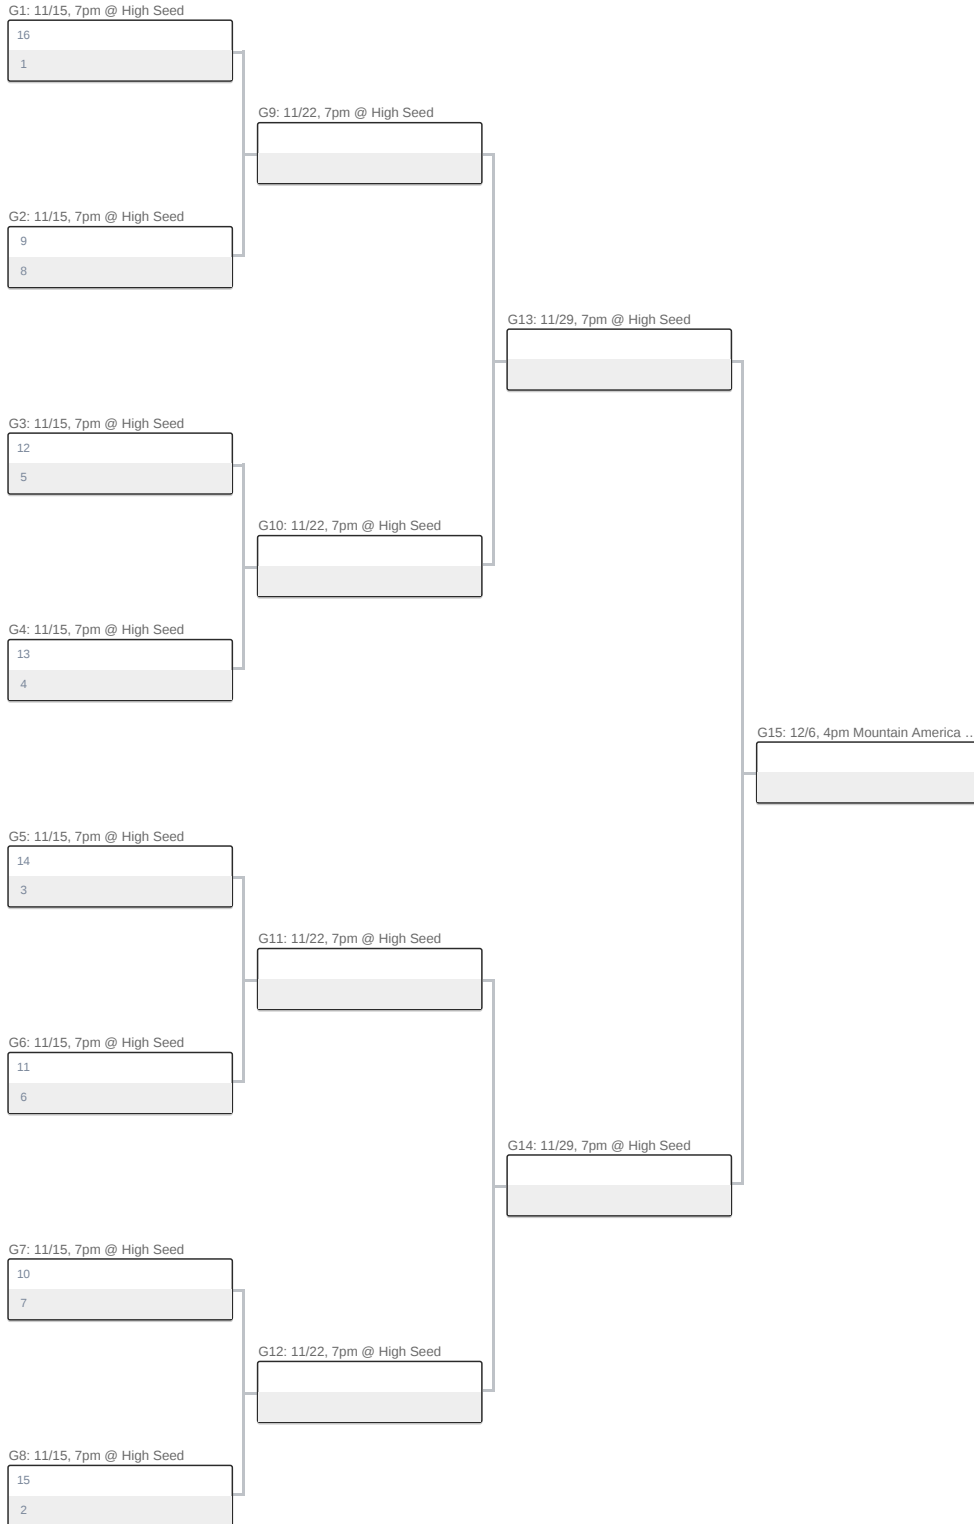 G1: 11/15, 7pm @ High Seed
16
1
G9: 11/22, 7pm @ High Seed
G2: 11/15, 7pm @ High Seed
9
8
G13: 11/29, 7pm @ High Seed
G3: 11/15, 7pm @ High Seed
12
5
G10: 11/22, 7pm @ High Seed
G4: 11/15, 7pm @ High Seed
13
4
G15: 12/6, 4pm Mountain America ...
G5: 11/15, 7pm @ High Seed
14
3
G11: 11/22, 7pm @ High Seed
G6: 11/15, 7pm @ High Seed
11
6
G14: 11/29, 7pm @ High Seed
G7: 11/15, 7pm @ High Seed
10
7
G12: 11/22, 7pm @ High Seed
G8: 11/15, 7pm @ High Seed
15
2